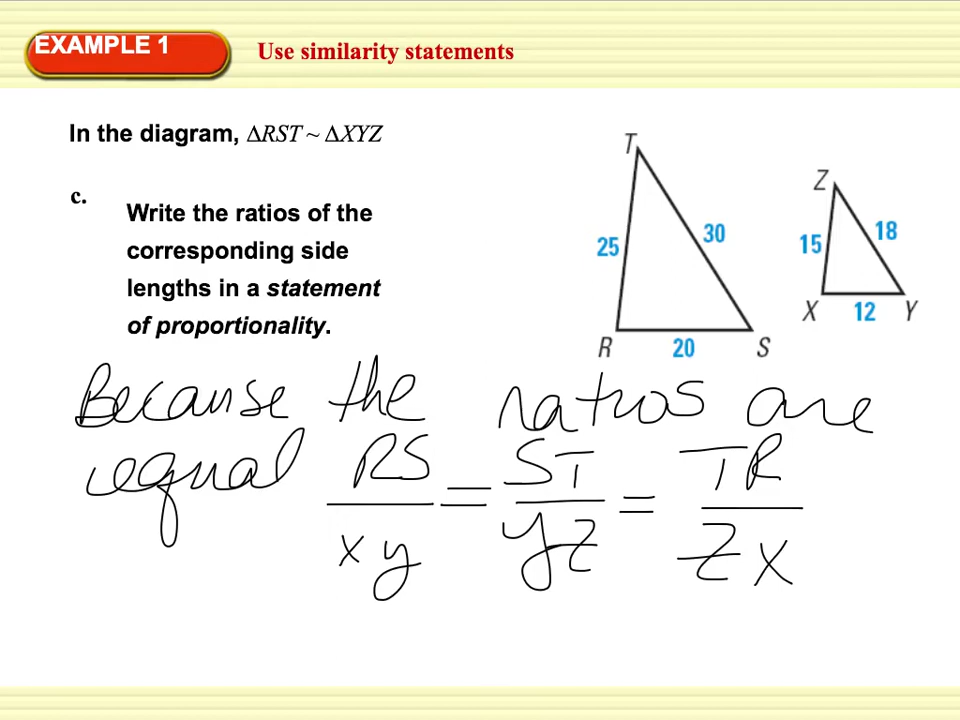 EXAMPLE 1
Use similarity statements
In the diagram, ΔRST ~ ΔXYZ
c.
Write the ratios of the
corresponding side
lengths in a statement
of proportionality.
T
25
30
R
20
S
Z
15
18
X
12
Y
Because the ratios are
equal RS/xy = ST/yZ = TR/ZX